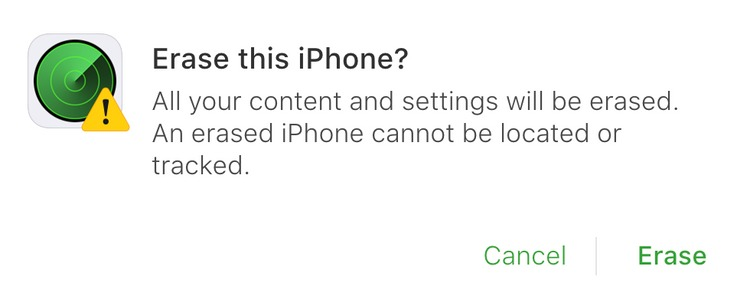 Erase this iPhone?
All your content and settings will be erased.
An erased iPhone cannot be located or
tracked.
Cancel
Erase